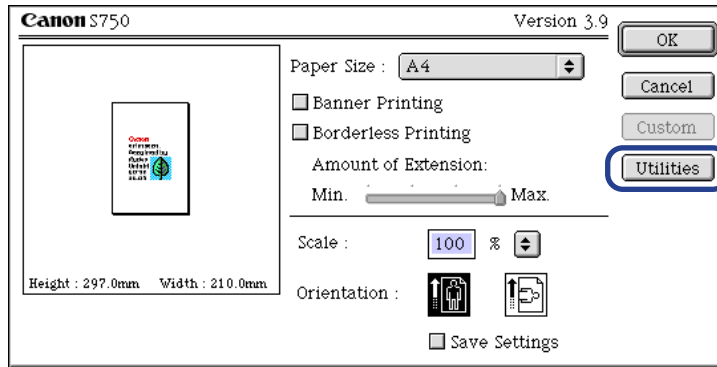 Canon S750
Version 3.9
OK
Cancel
Custom
Utilities
Paper Size : A4
Banner Printing
Borderless Printing
Amount of Extension:
Min. Max.
Scale : 100 %
Orientation :
Save Settings
Canon
Height : 297.0mm Width : 210.0mm